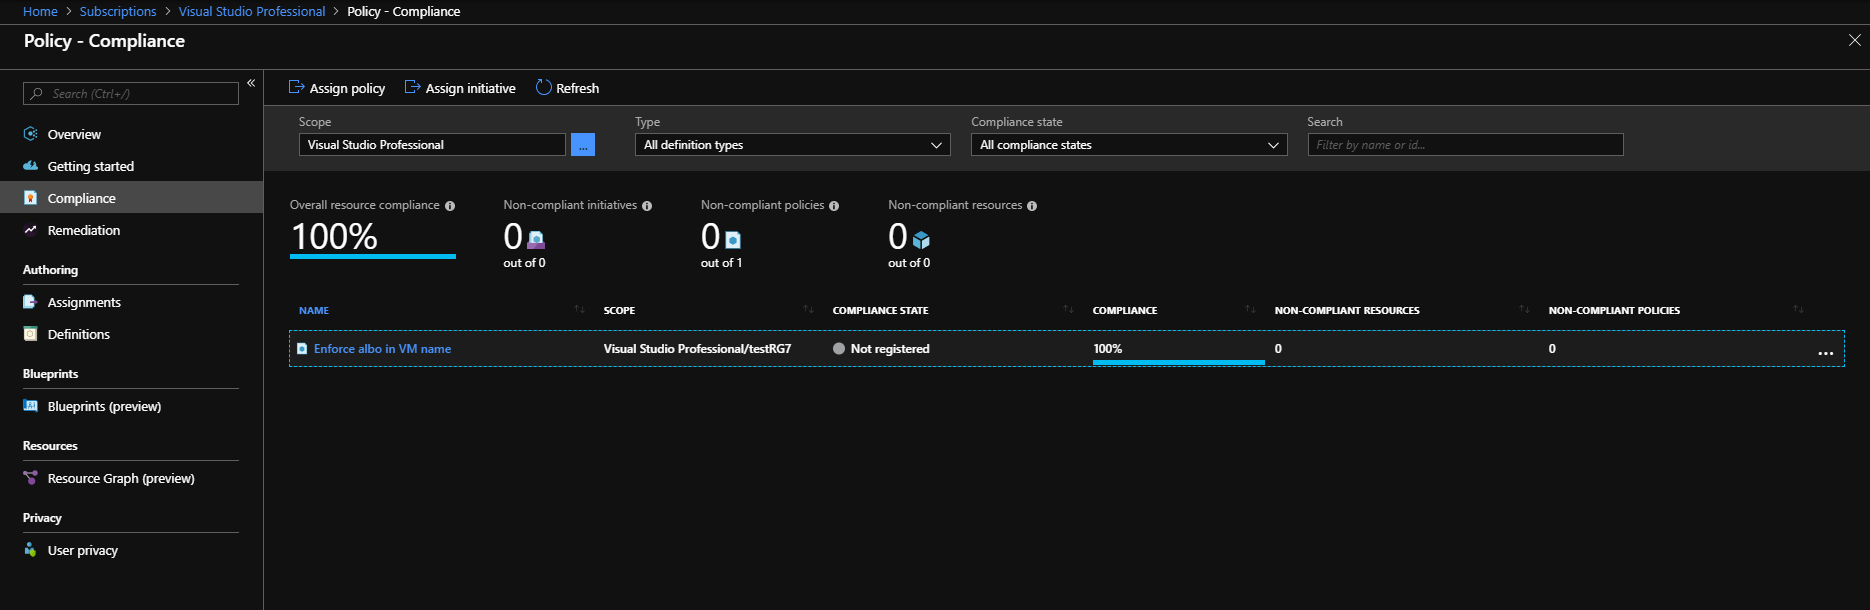 Home > Subscriptions > Visual Studio Professional > Policy - Compliance
Policy - Compliance
Search (Ctrl+/)
Overview
Getting started
Compliance
Remediation
Authoring
Assignments
Definitions
Blueprints
Blueprints (preview)
Resources
Resource Graph (preview)
Privacy
User privacy
Assign policy Assign initiative Refresh
Scope Type Compliance state Search
Visual Studio Professional ... All definition types All compliance states Filter by name or id...
Overall resource compliance Non-compliant initiatives Non-compliant policies Non-compliant resources
100% 0 0 0
out of 0 out of 1 out of 0
NAME SCOPE COMPLIANCE STATE COMPLIANCE NON-COMPLIANT RESOURCES NON-COMPLIANT POLICIES
Enforce albo in VM name Visual Studio Professional/testRG7 Not registered 100% 0 0 ...